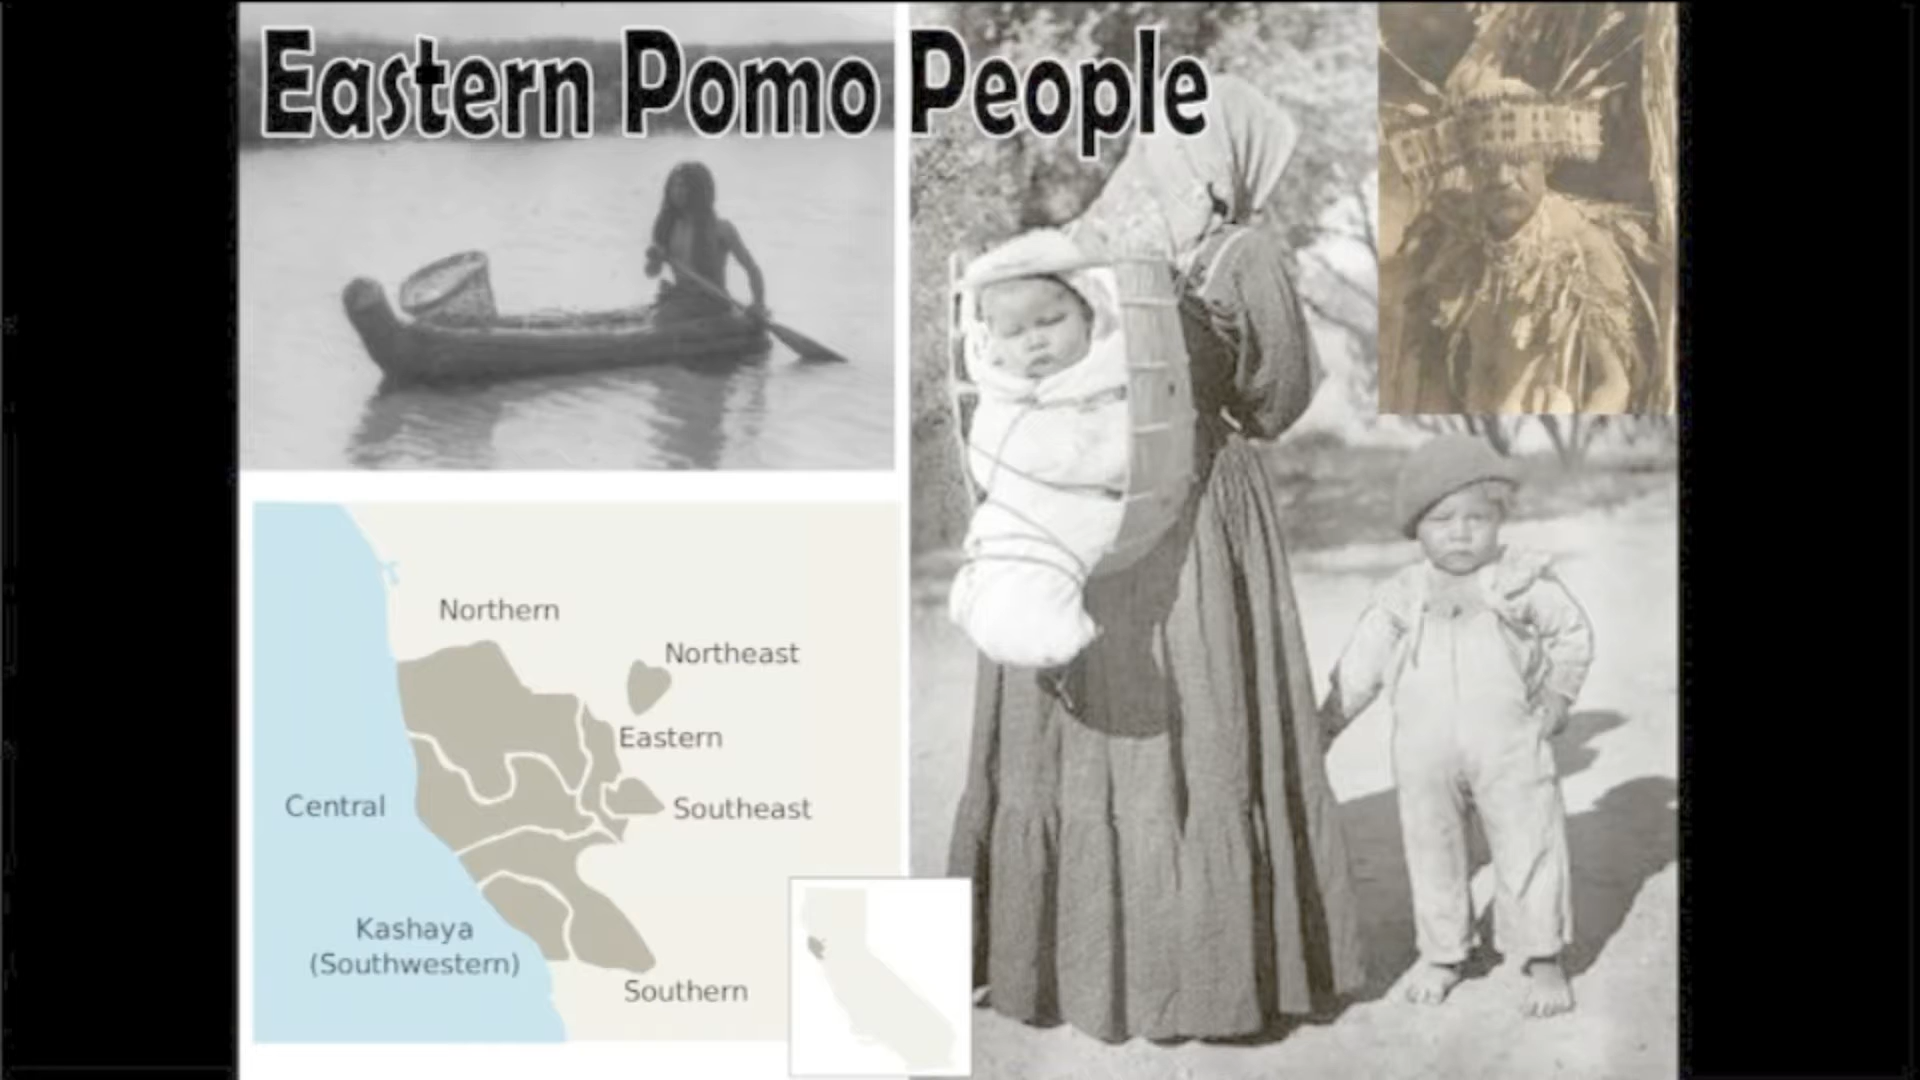 Eastern Pomo People
Northern
Northeast
Eastern
Central
Southeast
Kashaya
(Southwestern)
Southern